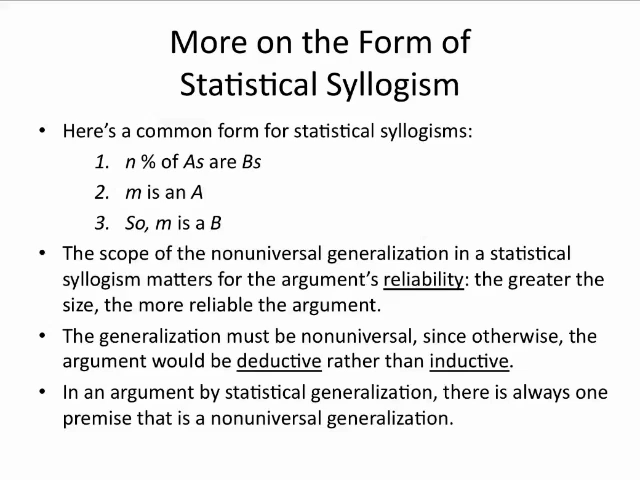 More on the Form of
Statistical Syllogism
• Here's a common form for statistical syllogisms:
1. n % of As are Bs
2. m is an A
3. So, m is a B
• The scope of the nonuniversal generalization in a statistical
syllogism matters for the argument's reliability: the greater the
size, the more reliable the argument.
• The generalization must be nonuniversal, since otherwise, the
argument would be deductive rather than inductive.
• In an argument by statistical generalization, there is always one
premise that is a nonuniversal generalization.